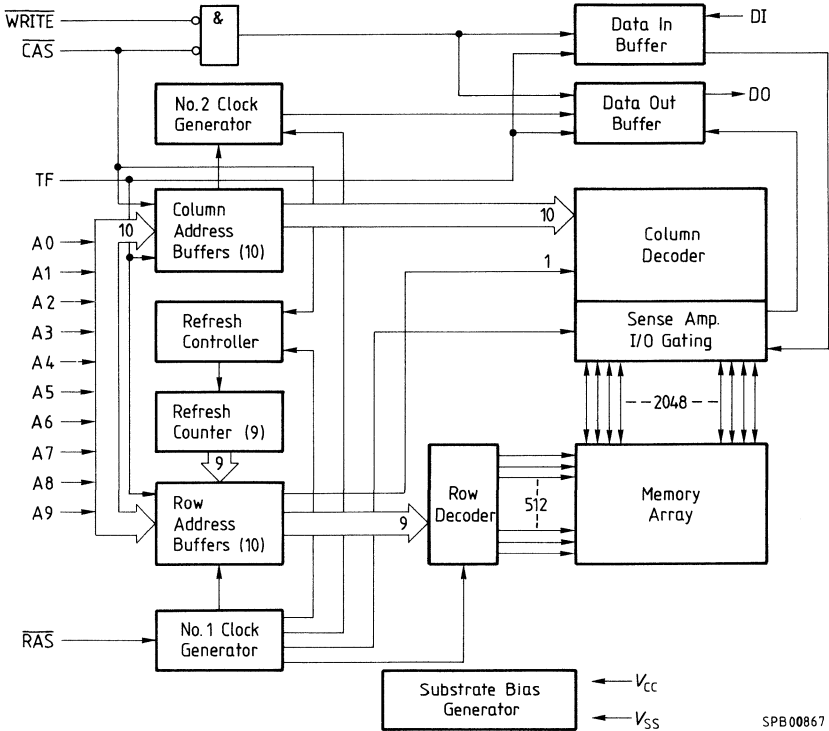 WRITE
CAS
&
Data In
Buffer
DI
No.2 Clock
Generator
Data Out
Buffer
DO
TF
Column
Address
Buffers (10)
10
10
Column
Decoder
1
A0
A1
A2
A3
A4
A5
A6
A7
A8
A9
Refresh
Controller
Sense Amp.
I/O Gating
2048
Refresh
Counter (9)
9
Row
Address
Buffers (10)
9
Row
Decoder
512
Memory
Array
RAS
No.1 Clock
Generator
Substrate Bias
Generator
VCC
VSS
SPB00867